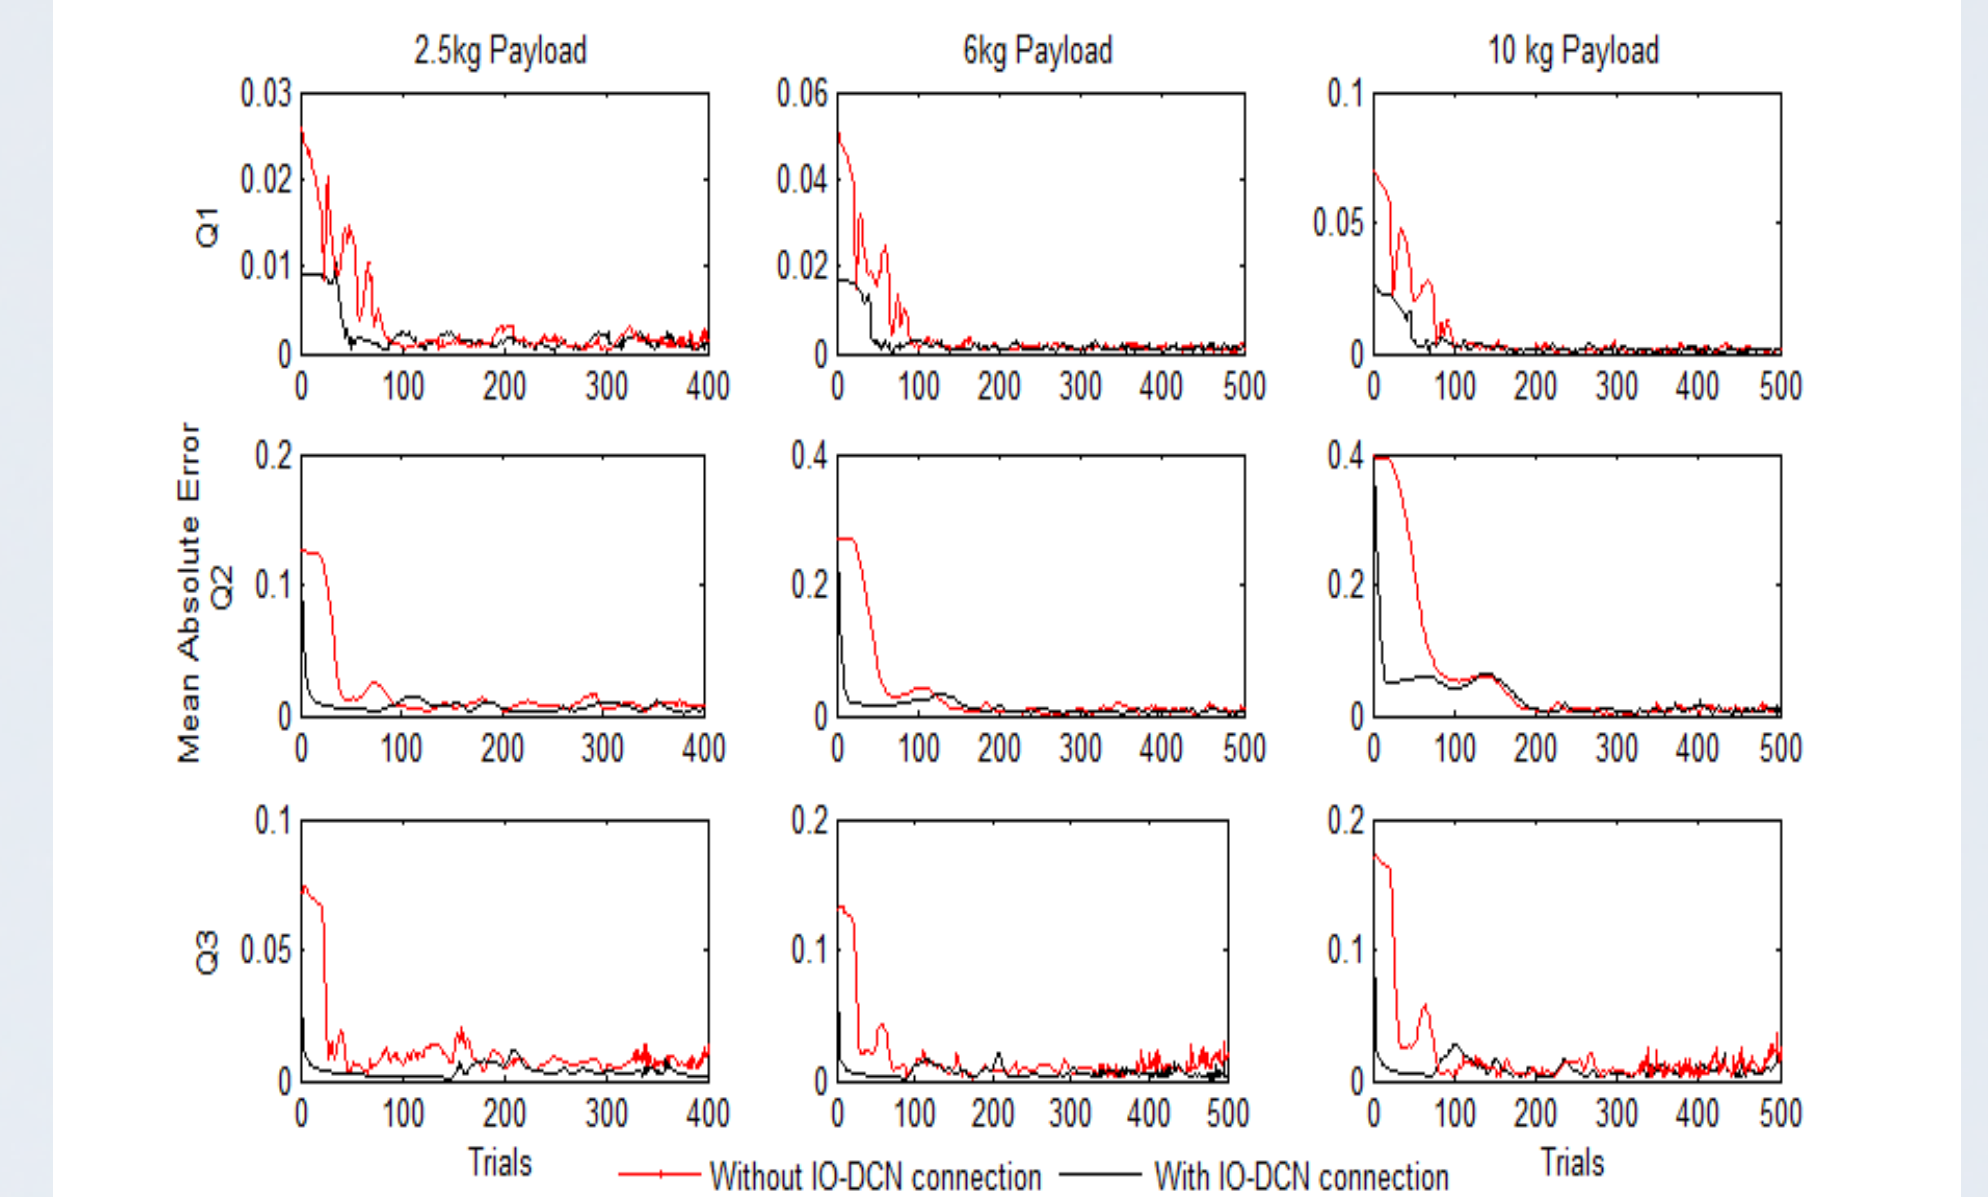 2.5kg Payload 6kg Payload 10 kg Payload
0.03 0.06 0.1
0.02 0.04 0.05
0.01 0.02
0 0 0
Q1
0 100 200 300 400 0 100 200 300 400 500 0 100 200 300 400 500
Mean Absolute Error
Q2
0.2 0.4 0.4
0.1 0.2 0.2
0 0 0
0 100 200 300 400 0 100 200 300 400 500 0 100 200 300 400 500
Q3
0.1 0.2 0.2
0.05 0.1 0.1
0 0 0
0 100 200 300 400 0 100 200 300 400 500 0 100 200 300 400 500
Trials Trials
Without IO-DCN connection With IO-DCN connection